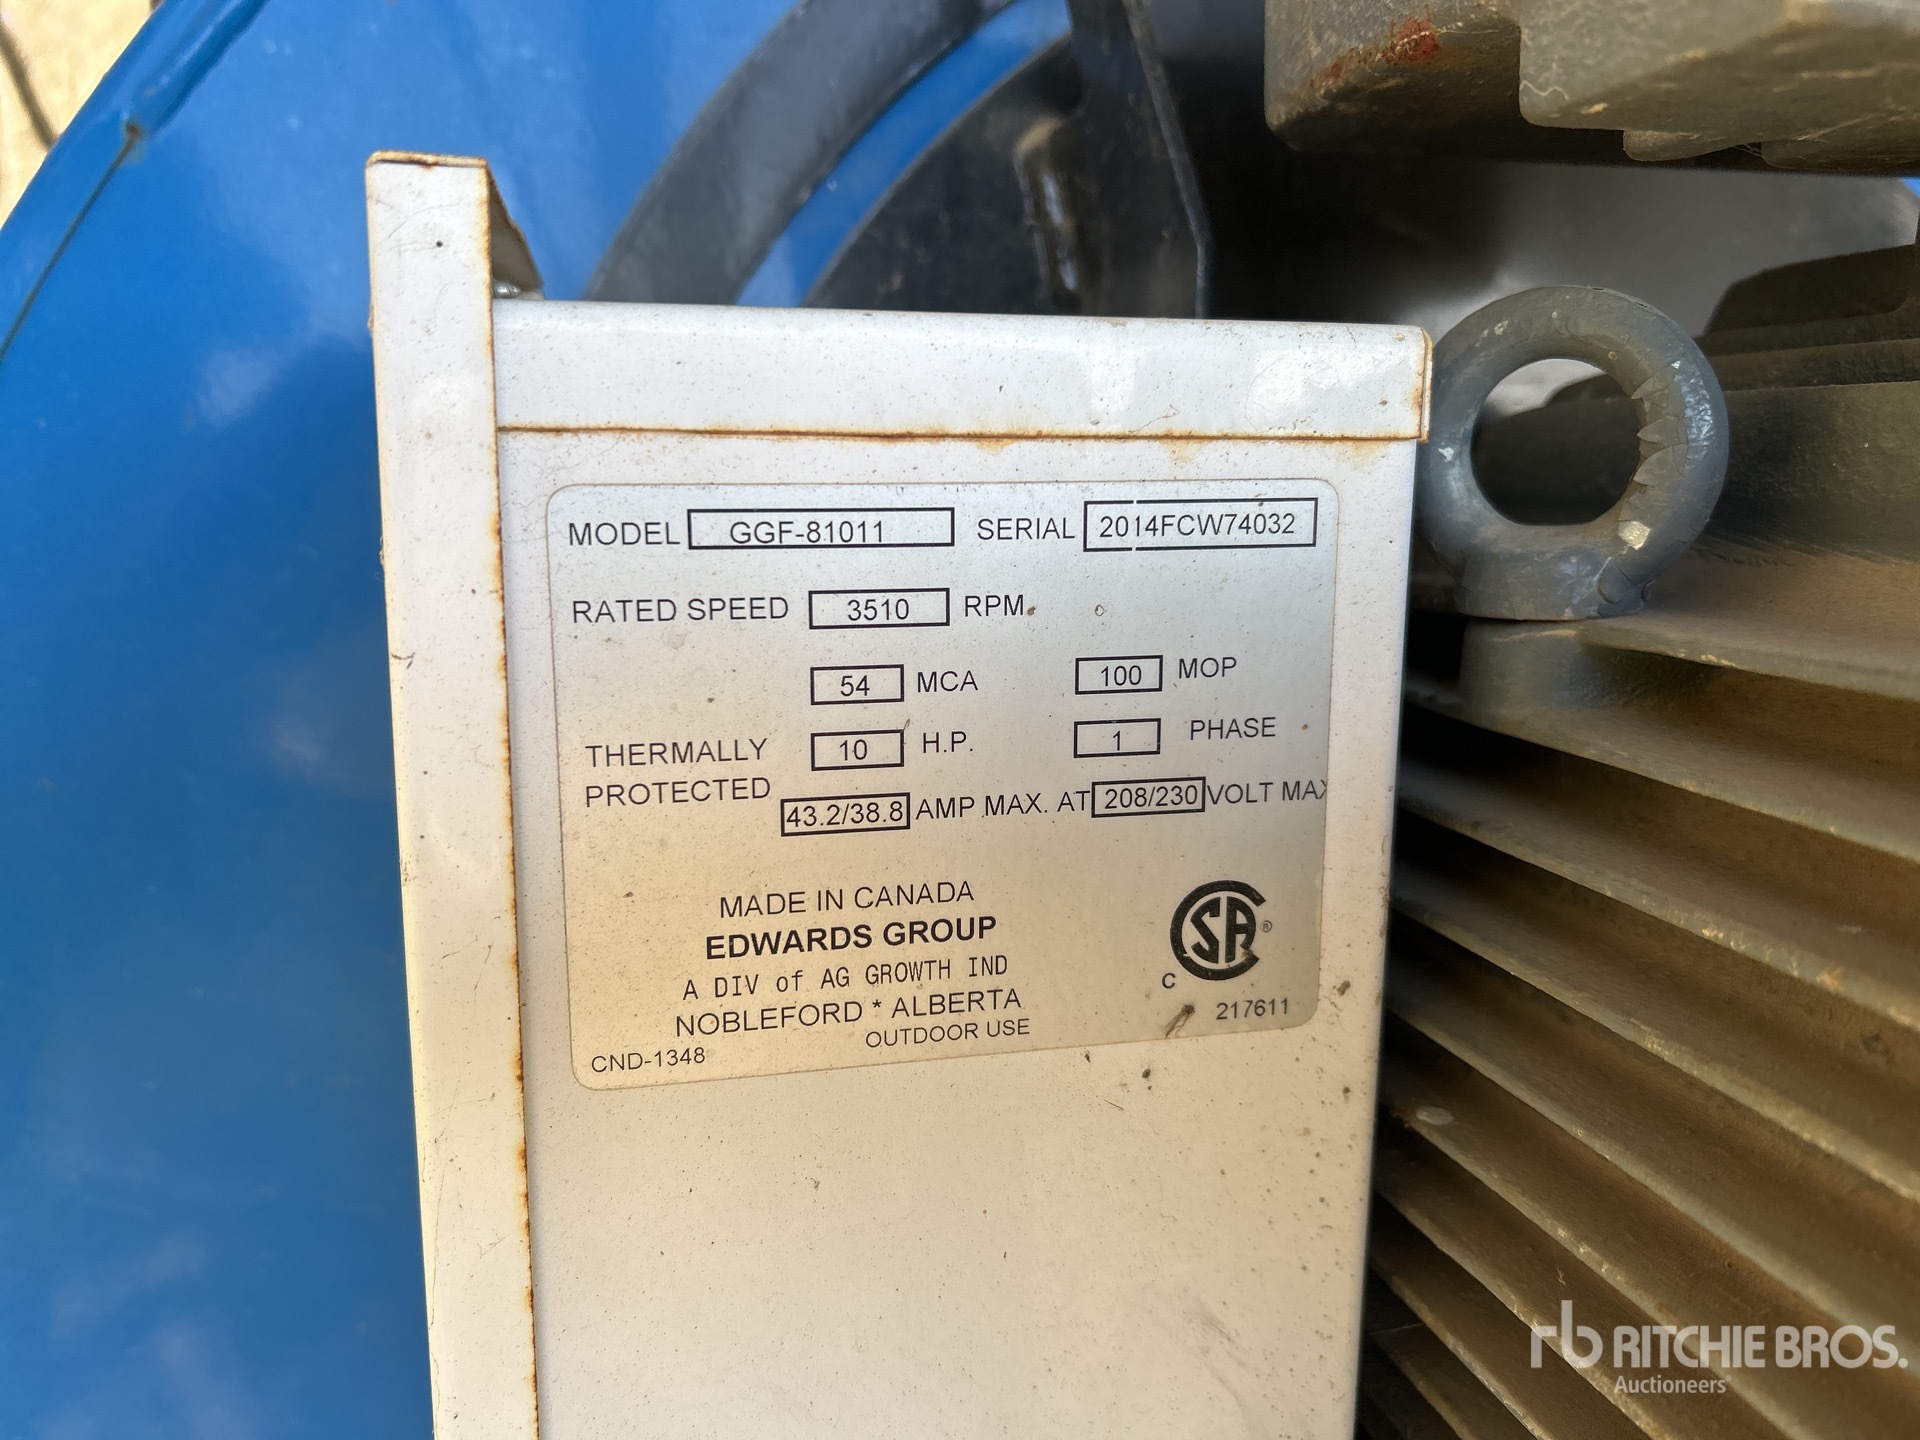 MODEL GGF-81011 SERIAL 2014FCW74032
RATED SPEED 3510 RPM
54 MCA 100 MOP
THERMALLY 10 H.P. 1 PHASE
PROTECTED 43.2/38.8 AMP MAX. AT 208/230 VOLT MAX
MADE IN CANADA
EDWARDS GROUP
A DIV of AG GROWTH IND
NOBLEFORD * ALBERTA
OUTDOOR USE
CND-1348
CSA®
C
217611
rb RITCHIE BROS.
Auctioneers